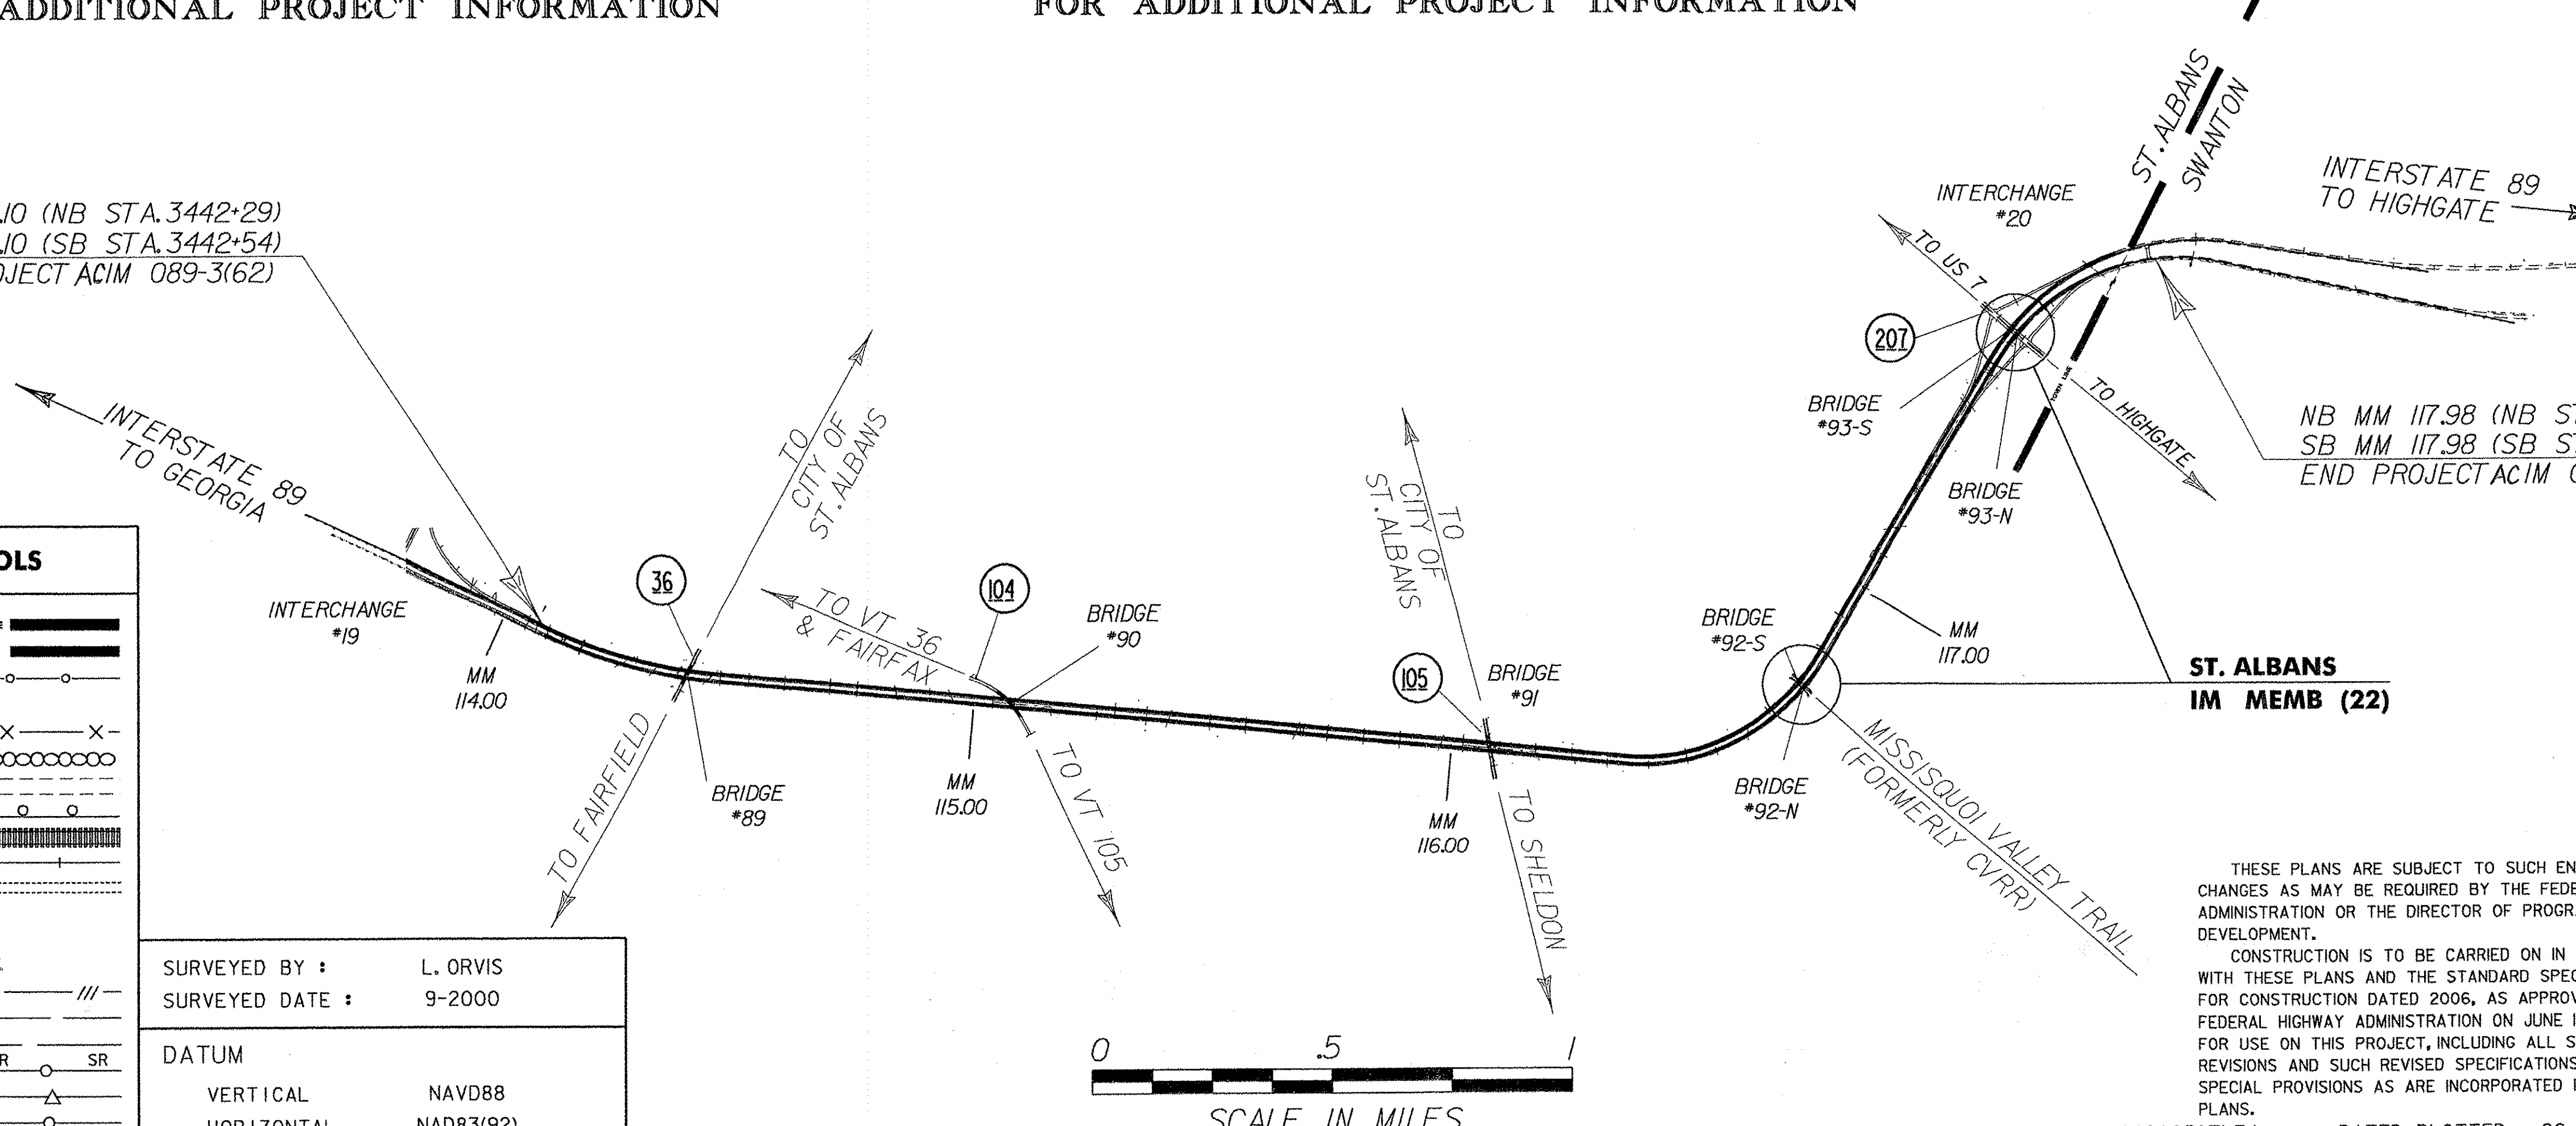 ADDITIONAL PROJECT INFORMATION
FOR ADDITIONAL PROJECT INFORMATION
.10 (NB STA. 3442+29)
.10 (SB STA. 3442+54)
OJECT ACIM 089-3(62)
INTERSTATE 89
TO GEORGIA
INTERCHANGE
#19
MM
114.00
36
TO
CITY OF
ST. ALBANS
TO FAIRFIELD
BRIDGE
#89
TO VT 36
& FAIRFAX
104
BRIDGE
#90
MM
115.00
TO VT 105
TO
CITY OF
ST. ALBANS
105
BRIDGE
#91
MM
116.00
TO SHELDON
BRIDGE
#92-S
BRIDGE
#92-N
MM
117.00
MISSISQUOI VALLEY TRAIL
(FORMERLY CVRR)
ST. ALBANS
IM MEMB (22)
INTERCHANGE
#20
TO US 7
207
BRIDGE
#93-S
BRIDGE
#93-N
TOWN LINE
TO HIGHGATE
ST. ALBANS
SWANTON
INTERSTATE 89
TO HIGHGATE
NB MM 117.98 (NB ST
SB MM 117.98 (SB S
END PROJECT ACIM
OLS
R SR
SURVEYED BY : L. ORVIS
SURVEYED DATE : 9-2000
DATUM
VERTICAL NAVD88
HORIZONTAL NAD83(92)
0 .5 1
SCALE IN MILES
THESE PLANS ARE SUBJECT TO SUCH EN
CHANGES AS MAY BE REQUIRED BY THE FEDE
ADMINISTRATION OR THE DIRECTOR OF PROGR
DEVELOPMENT.
CONSTRUCTION IS TO BE CARRIED ON IN
WITH THESE PLANS AND THE STANDARD SPEC
FOR CONSTRUCTION DATED 2006, AS APPROV
FEDERAL HIGHWAY ADMINISTRATION ON JUNE
FOR USE ON THIS PROJECT, INCLUDING ALL S
REVISIONS AND SUCH REVISED SPECIFICATIONS
SPECIAL PROVISIONS AS ARE INCORPORATED
PLANS.